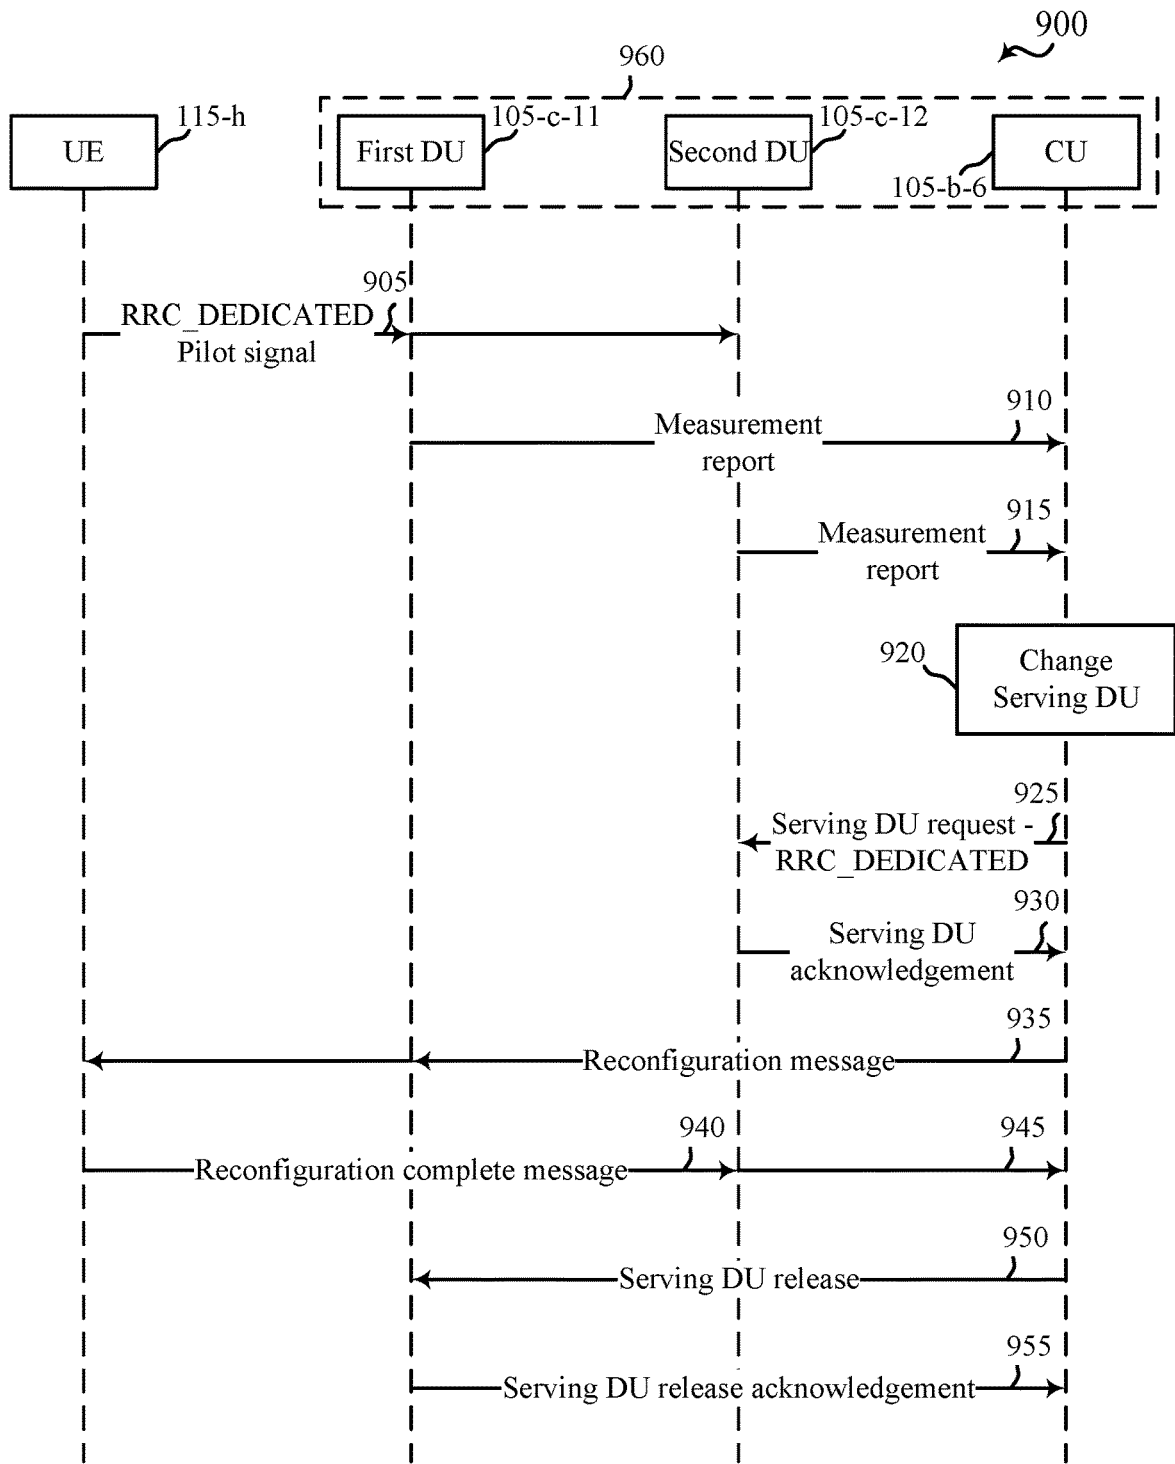 900
960
115-h
105-c-11
105-c-12
UE
First DU
Second DU
CU
105-b-6
905
RRC_DEDICATED
Pilot signal
910
Measurement
report
915
Measurement
report
920
Change
Serving DU
925
Serving DU request -
RRC_DEDICATED
930
Serving DU
acknowledgement
935
Reconfiguration message
940
945
Reconfiguration complete message
950
Serving DU release
955
Serving DU release acknowledgement